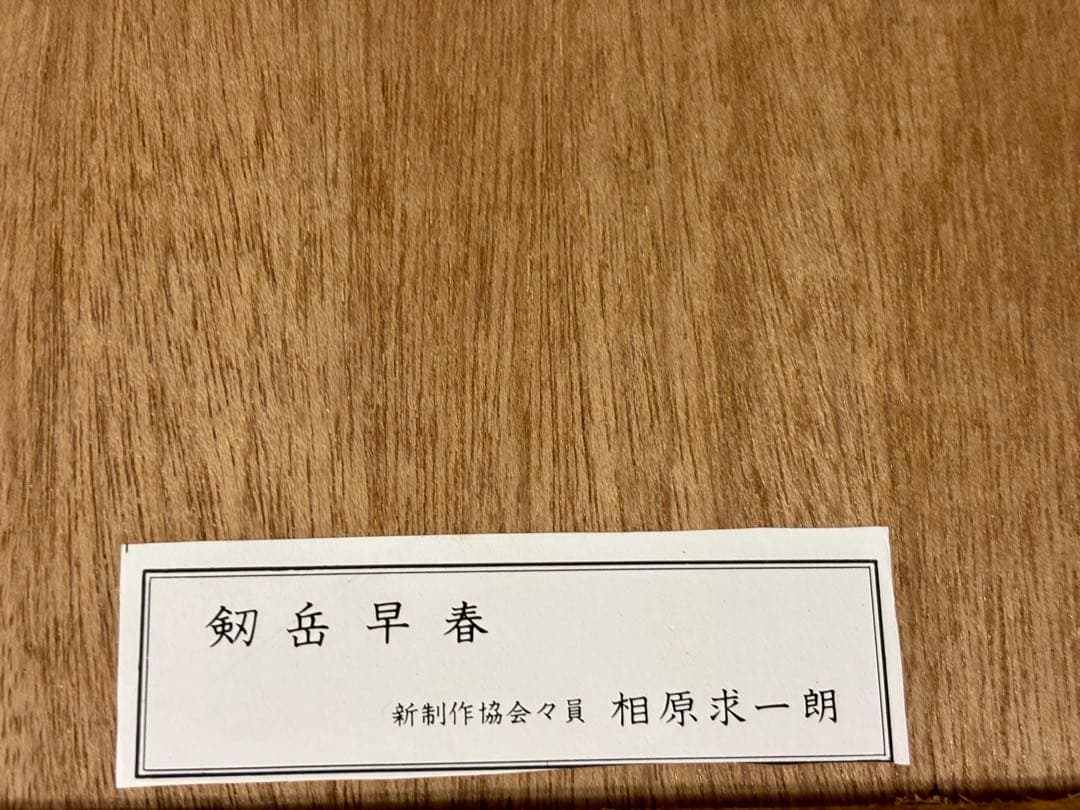 剱岳早春
新制作協会々員 相原求一朗